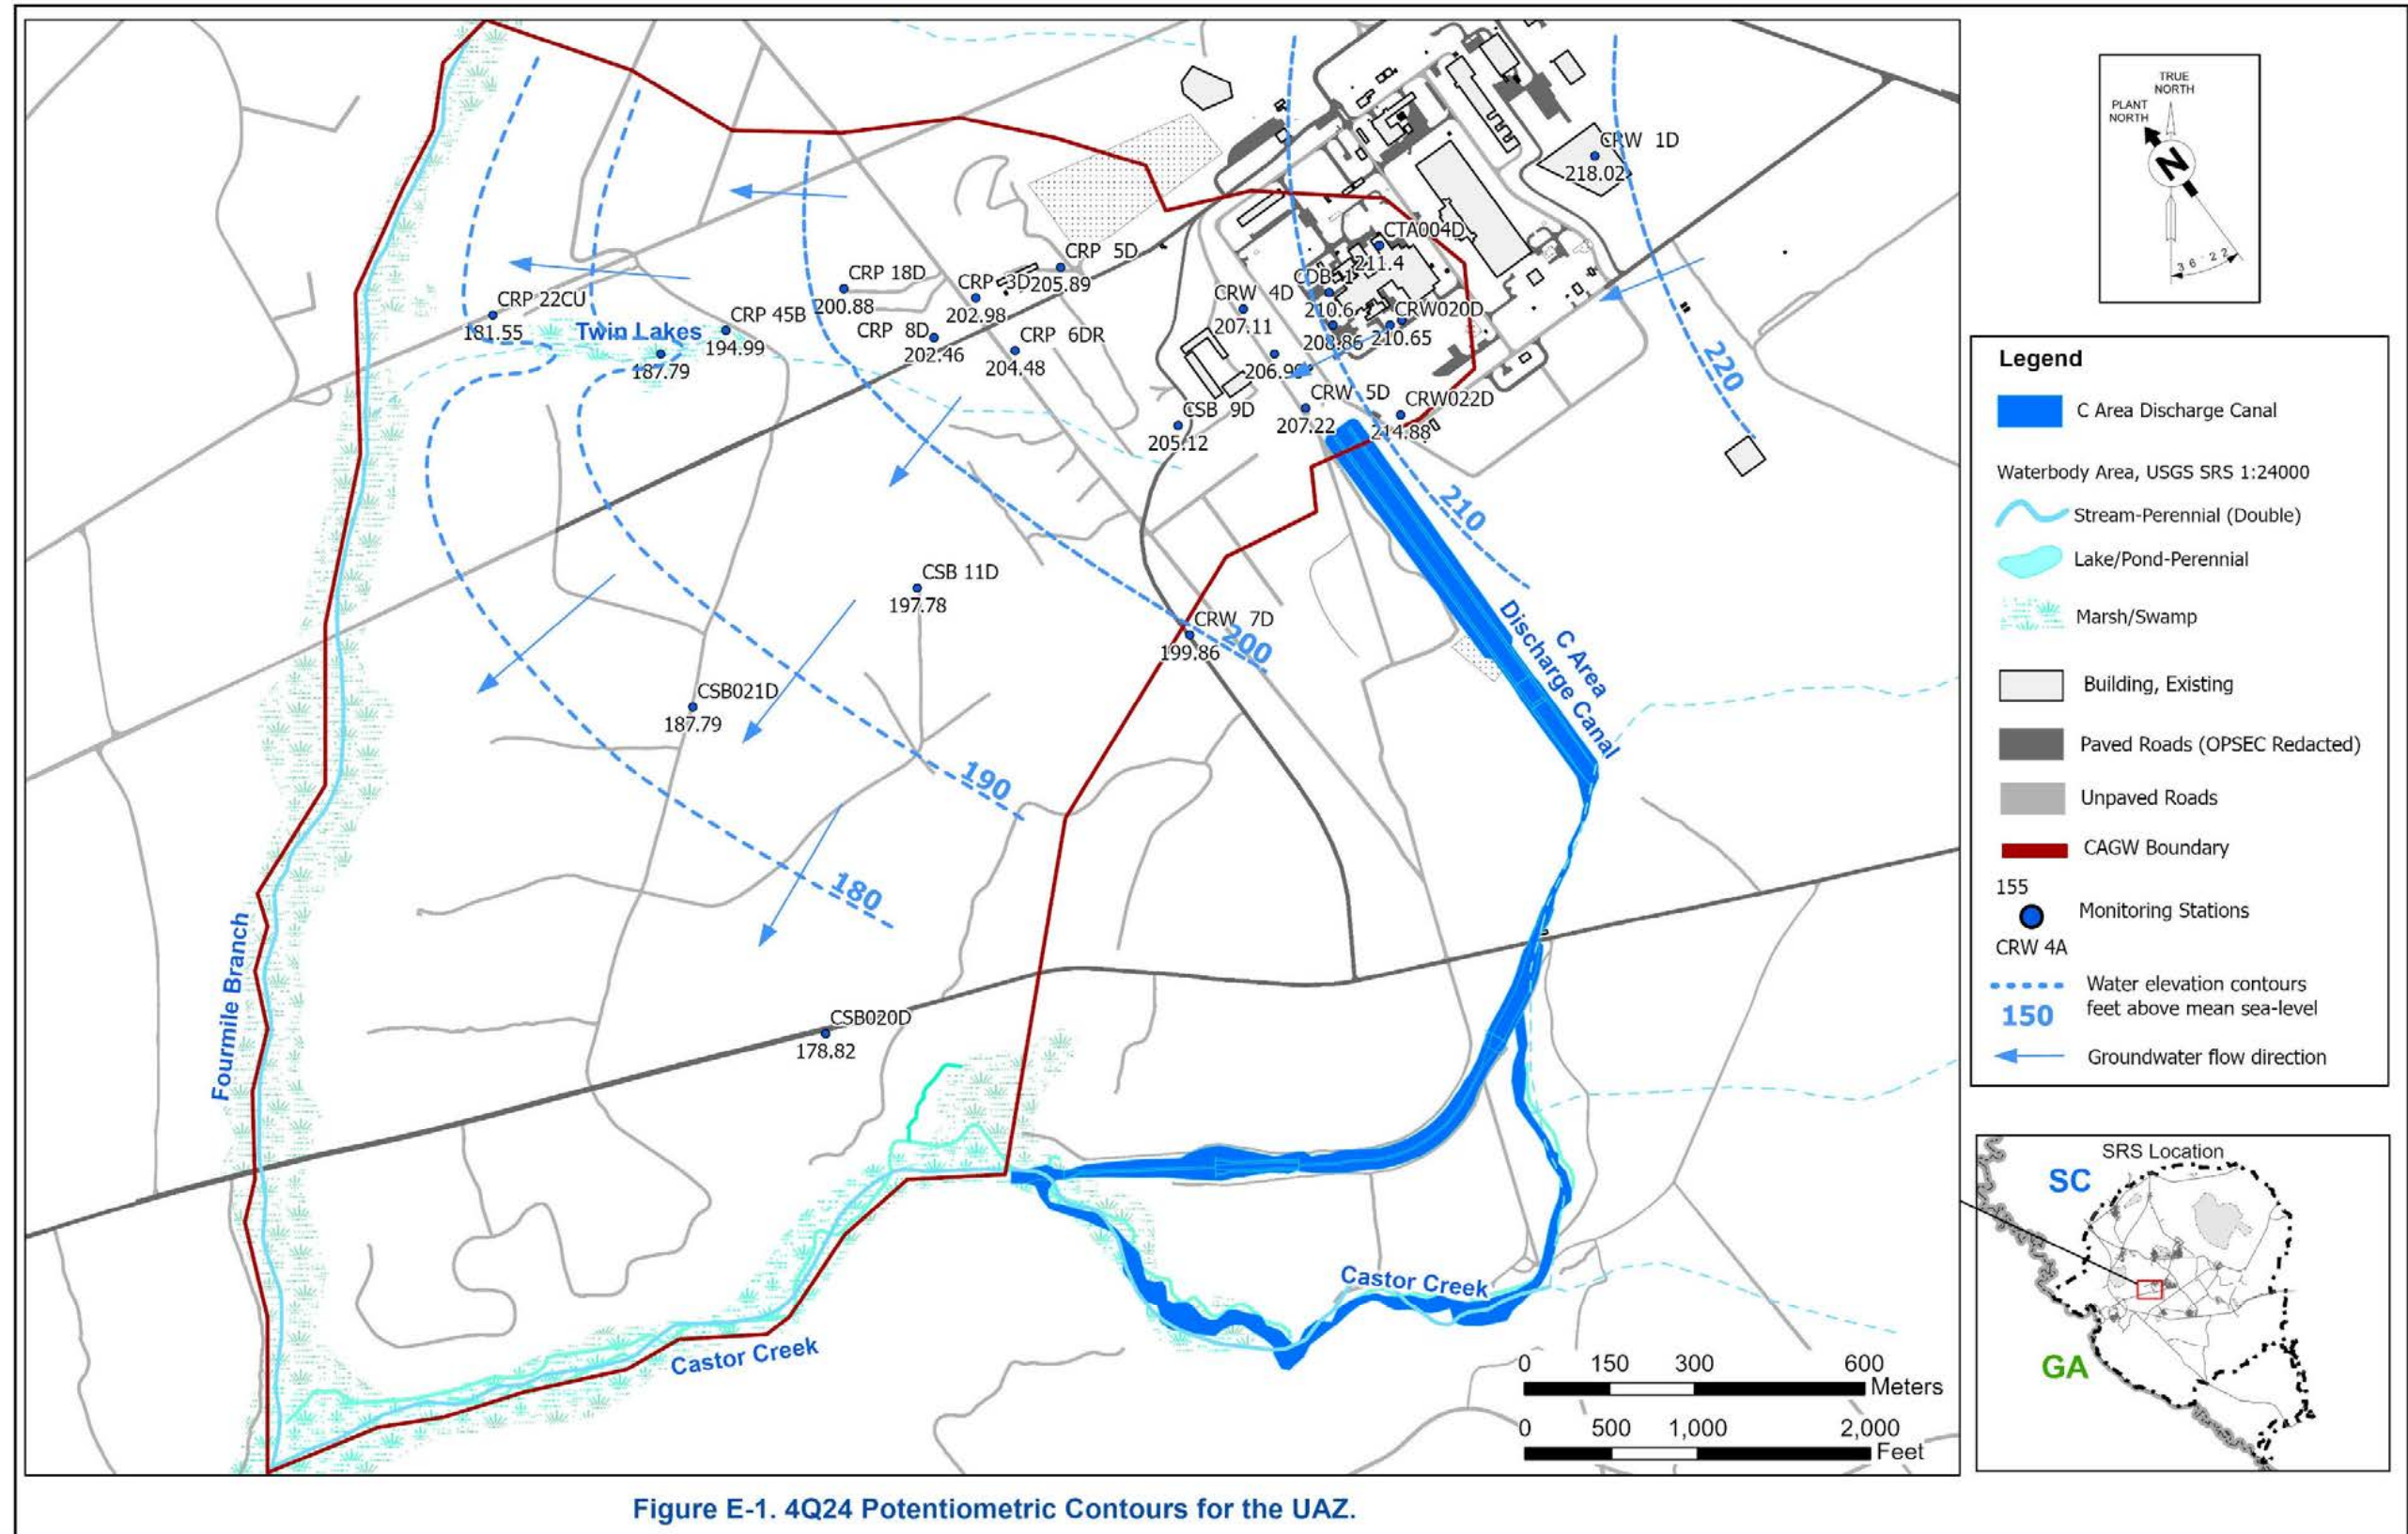 TRUE
NORTH
PLANT
NORTH
N
36°22'
CRW 1D
218.02
CTA004D
211.4
CRP 5D
205.89
CRP 3D
202.98
CRP 18D
200.88
CRP 22CU
181.55
Twin Lakes
187.79
CRP 45B
194.99
CRP 8D
202.46
CRP 6DR
204.48
CRW 4D
207.11
CDB 1
210.6
CRW020D
208.86
210.65
206.99
CRW 5D
207.22
CRW022D
214.88
CSB 9D
205.12
220
210
CSB 11D
197.78
CRW 7D
199.86
200
C Area
Discharge Canal
CSB021D
187.79
190
180
Fourmile Branch
CSB020D
178.82
Castor Creek
Castor Creek
0 150 300 600
Meters
0 500 1,000 2,000
Feet
Legend
C Area Discharge Canal
Waterbody Area, USGS SRS 1:24000
Stream-Perennial (Double)
Lake/Pond-Perennial
Marsh/Swamp
Building, Existing
Paved Roads (OPSEC Redacted)
Unpaved Roads
CAGW Boundary
155
Monitoring Stations
CRW 4A
Water elevation contours
feet above mean sea-level
150
Groundwater flow direction
SRS Location
SC
GA
Figure E-1. 4Q24 Potentiometric Contours for the UAZ.